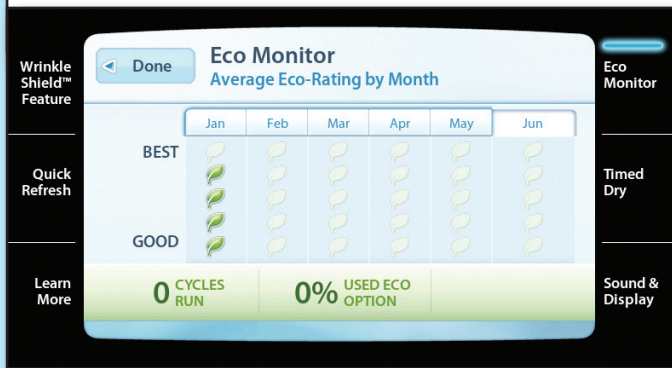 Wrinkle
Shield™
Feature
Quick
Refresh
Learn
More
Done
Eco Monitor
Average Eco-Rating by Month
Jan Feb Mar Apr May Jun
BEST
GOOD
0 CYCLES
RUN
0% USED ECO
OPTION
Eco
Monitor
Timed
Dry
Sound &
Display